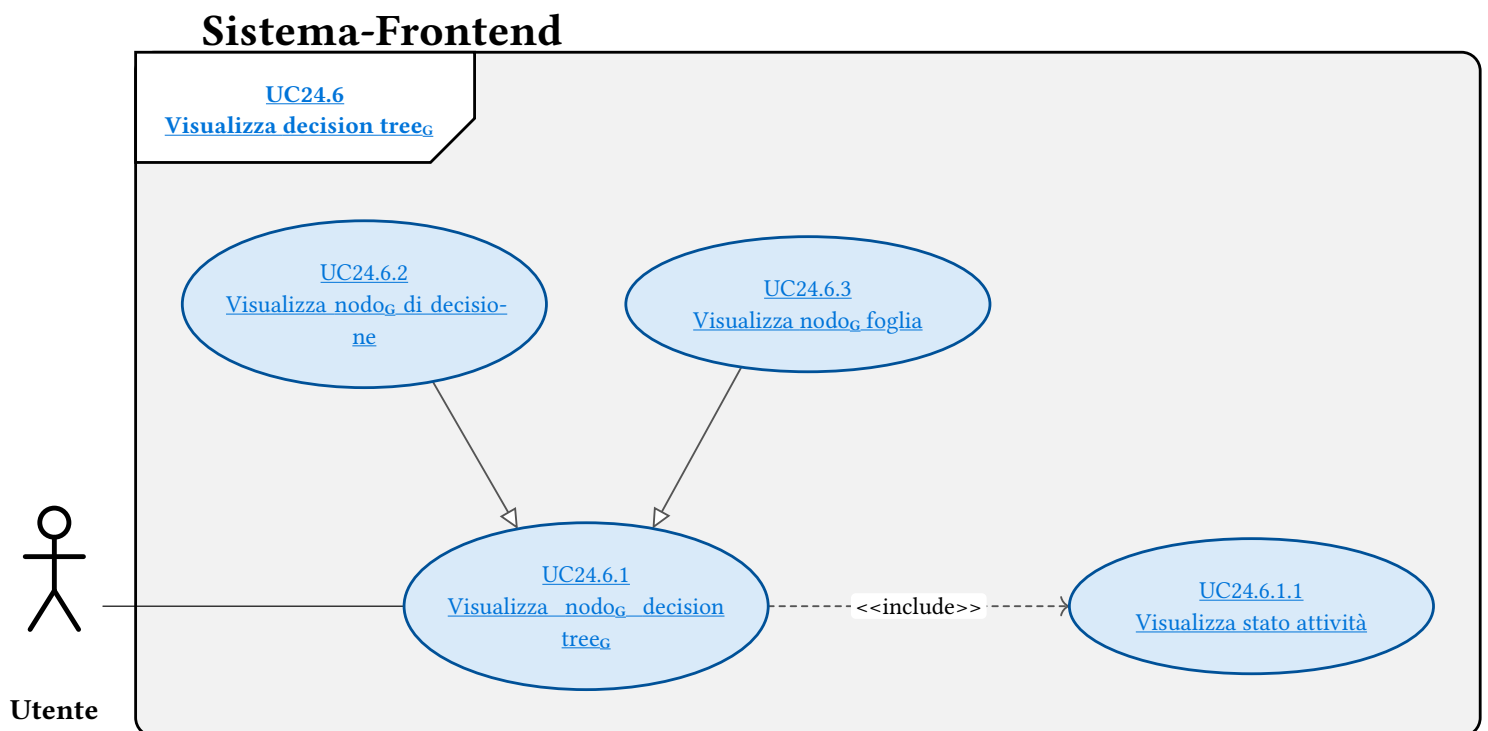 Sistema-Frontend
UC24.6
Visualizza decision treeG
UC24.6.2
Visualizza nodoG di decisio-
ne
UC24.6.3
Visualizza nodoG foglia
UC24.6.1
Visualizza nodoG decision
treeG
<<include>>
UC24.6.1.1
Visualizza stato attività
Utente